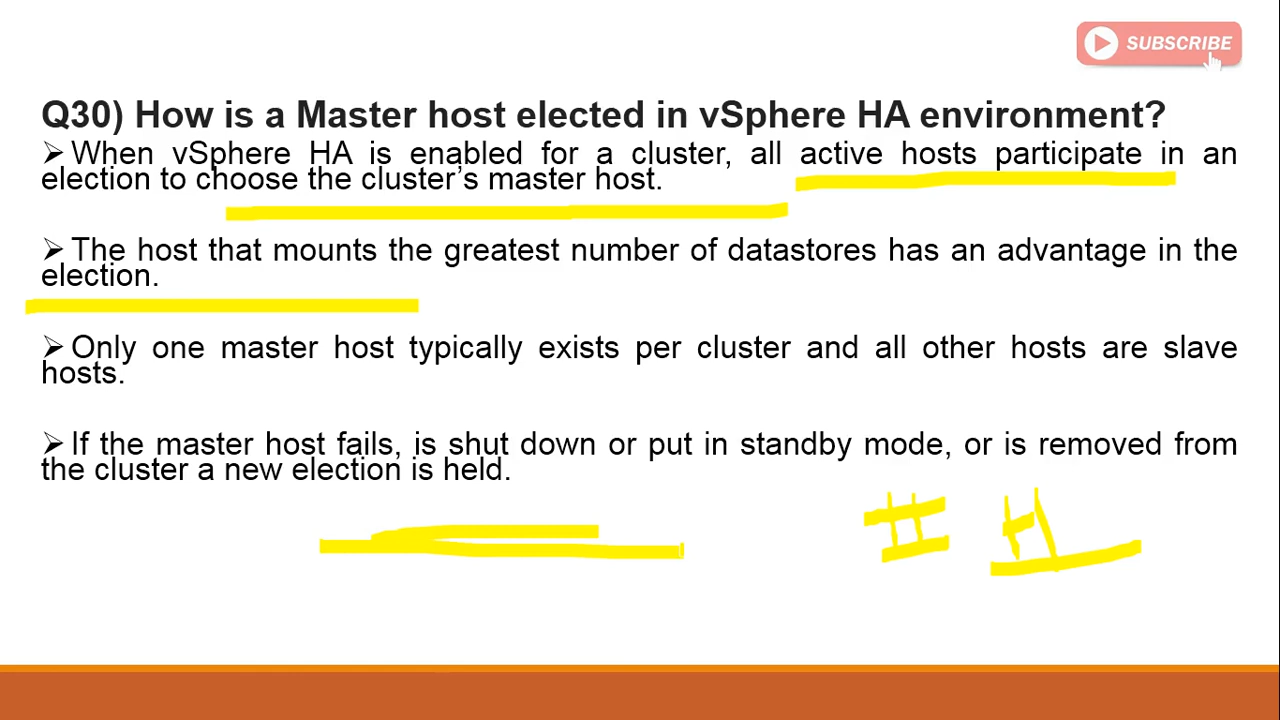 SUBSCRIBE
Q30) How is a Master host elected in vSphere HA environment?
➢When vSphere HA is enabled for a cluster, all active hosts participate in an
election to choose the cluster’s master host.
➢The host that mounts the greatest number of datastores has an advantage in the
election.
➢Only one master host typically exists per cluster and all other hosts are slave
hosts.
➢If the master host fails, is shut down or put in standby mode, or is removed from
the cluster a new election is held.